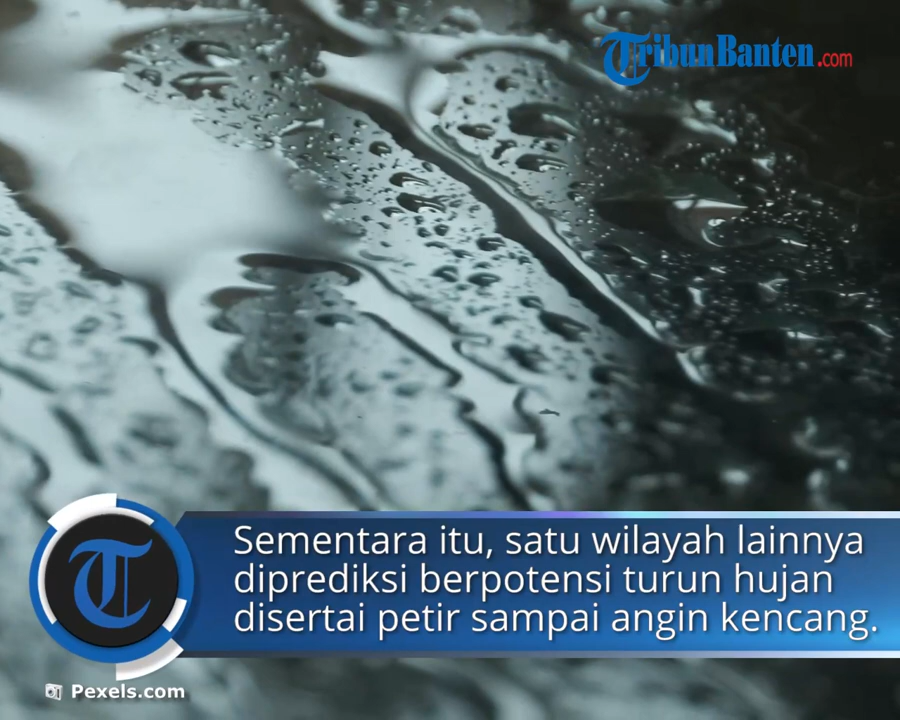 TribunBanten.com
Sementara itu, satu wilayah lainnya
diprediksi berpotensi turun hujan
disertai petir sampai angin kencang.
T
Pexels.com